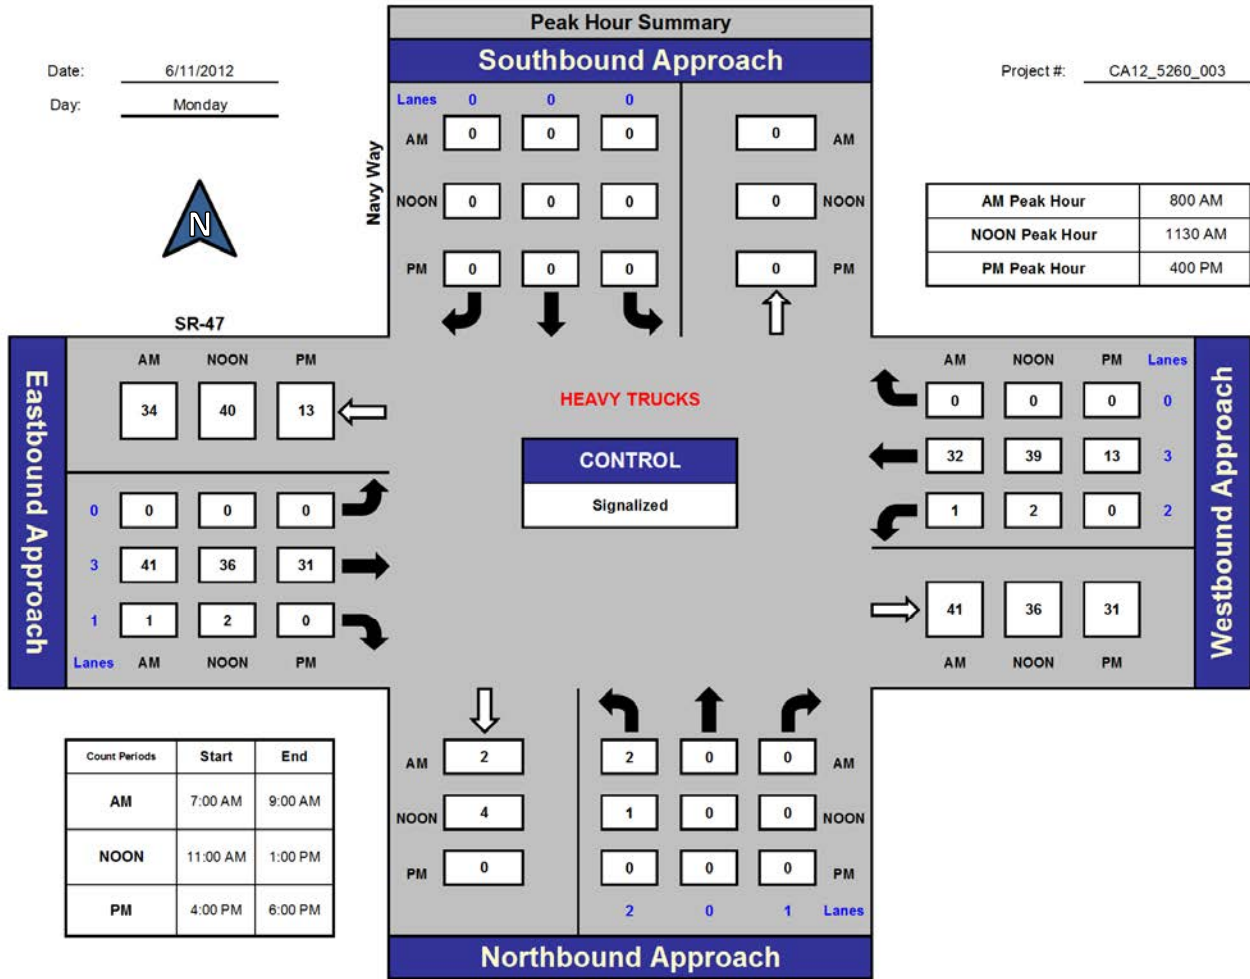 Peak Hour Summary
Southbound Approach
Date: 6/11/2012
Day: Monday
Project #: CA12_5260_003
Navy Way
Lanes 0 0 0
AM 0 0 0 0 AM
NOON 0 0 0 0 NOON
PM 0 0 0 0 PM
N
AM Peak Hour 800 AM
NOON Peak Hour 1130 AM
PM Peak Hour 400 PM
SR-47
Eastbound Approach
AM NOON PM
34 40 13
0 0 0 0
3 41 36 31
1 1 2 0
Lanes AM NOON PM
HEAVY TRUCKS
CONTROL
Signalized
AM NOON PM Lanes
0 0 0 0
32 39 13 3
1 2 0 2
41 36 31
AM NOON PM
Westbound Approach
Count Periods Start End
AM 7:00 AM 9:00 AM
NOON 11:00 AM 1:00 PM
PM 4:00 PM 6:00 PM
AM 2 2 0 0 AM
NOON 4 1 0 0 NOON
PM 0 0 0 0 PM
2 0 1 Lanes
Northbound Approach